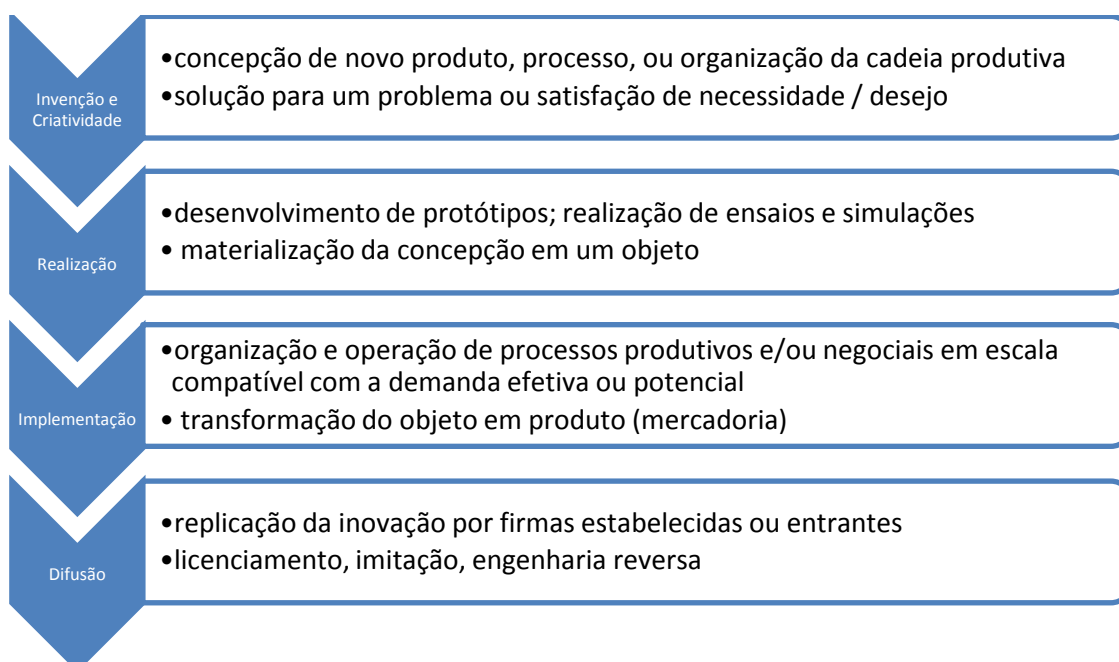 Invenção e
Criatividade
•concepção de novo produto, processo, ou organização da cadeia produtiva
•solução para um problema ou satisfação de necessidade / desejo
Realização
•desenvolvimento de protótipos; realização de ensaios e simulações
• materialização da concepção em um objeto
Implementação
•organização e operação de processos produtivos e/ou negociais em escala
compatível com a demanda efetiva ou potencial
• transformação do objeto em produto (mercadoria)
Difusão
•replicação da inovação por firmas estabelecidas ou entrantes
•licenciamento, imitação, engenharia reversa